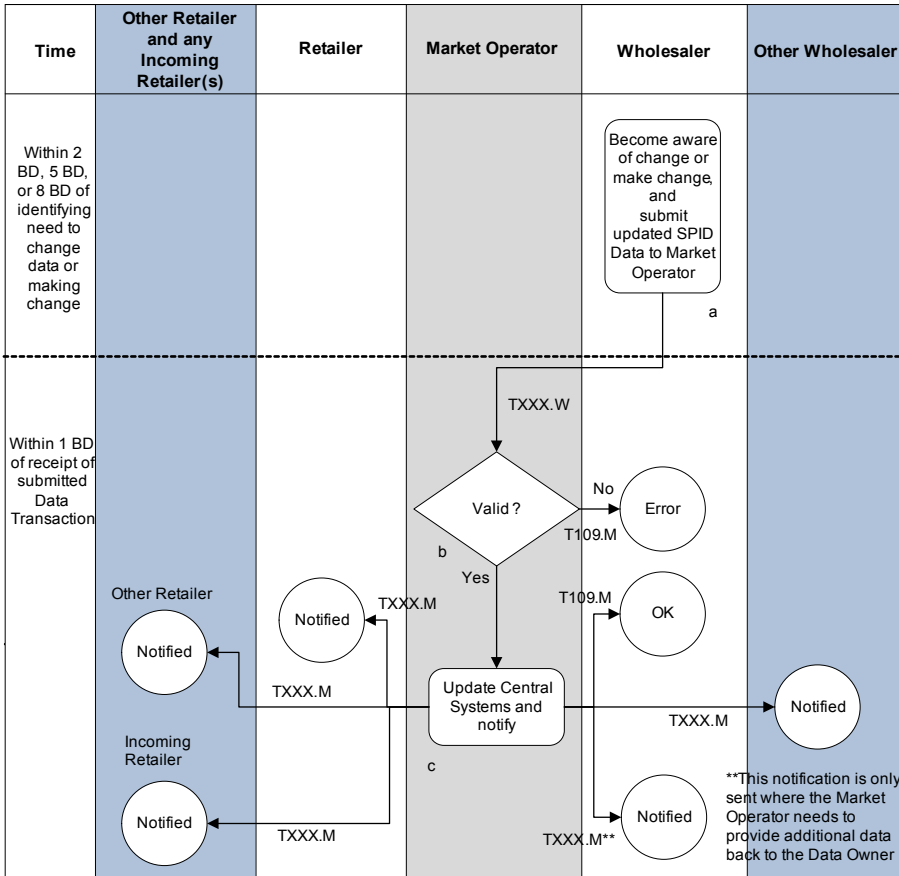 Time
Other Retailer
and any
Incoming
Retailer(s)
Retailer
Market Operator
Wholesaler
Other Wholesaler
Within 2
BD, 5 BD,
or 8 BD of
identifying
need to
change
data or
making
change
Become aware
of change or
make change,
and
submit
updated SPID
Data to Market
Operator
a
TXXX.W
Within 1 BD
of receipt of
submitted
Data
Transaction
Valid ?
No
T109.M
Error
b
Yes
Other Retailer
Notified
TXXX.M
Notified
TXXX.M
T109.M
OK
Update Central
Systems and
notify
c
TXXX.M
Notified
Incoming
Retailer
Notified
TXXX.M
TXXX.M**
Notified
**This notification is only
sent where the Market
Operator needs to
provide additional data
back to the Data Owner